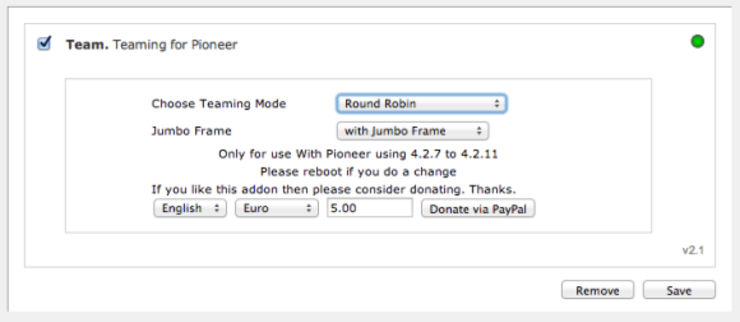 Team. Teaming for Pioneer
Choose Teaming Mode Round Robin
Jumbo Frame with Jumbo Frame
Only for use With Pioneer using 4.2.7 to 4.2.11
Please reboot if you do a change
If you like this addon then please consider donating. Thanks.
English Euro 5.00 Donate via PayPal
v2.1
Remove Save